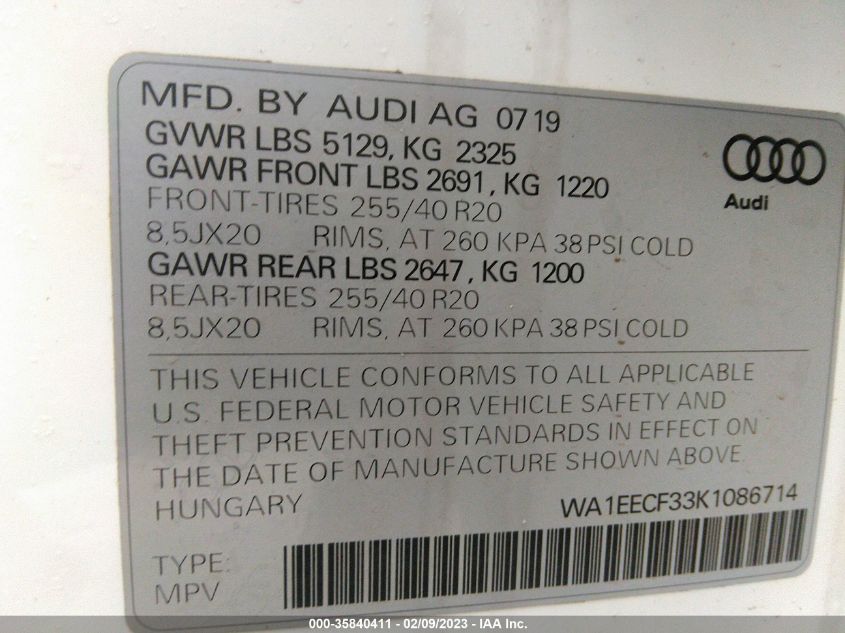 MFD. BY AUDI AG 0719
GVWR LBS 5129, KG 2325
GAWR FRONT LBS 2691, KG 1220
FRONT-TIRES 255/40 R20
8,5JX20 RIMS, AT 260 KPA 38 PSI COLD
GAWR REAR LBS 2647, KG 1200
REAR-TIRES 255/40 R20
8,5JX20 RIMS, AT 260 KPA 38 PSI COLD
Audi
THIS VEHICLE CONFORMS TO ALL APPLICABLE
U.S. FEDERAL MOTOR VEHICLE SAFETY AND
THEFT PREVENTION STANDARDS IN EFFECT ON
THE DATE OF MANUFACTURE SHOWN ABOVE.
HUNGARY WA1EECF33K1086714
TYPE:
MPV
000-35840411 - 02/09/2023 - IAA Inc.